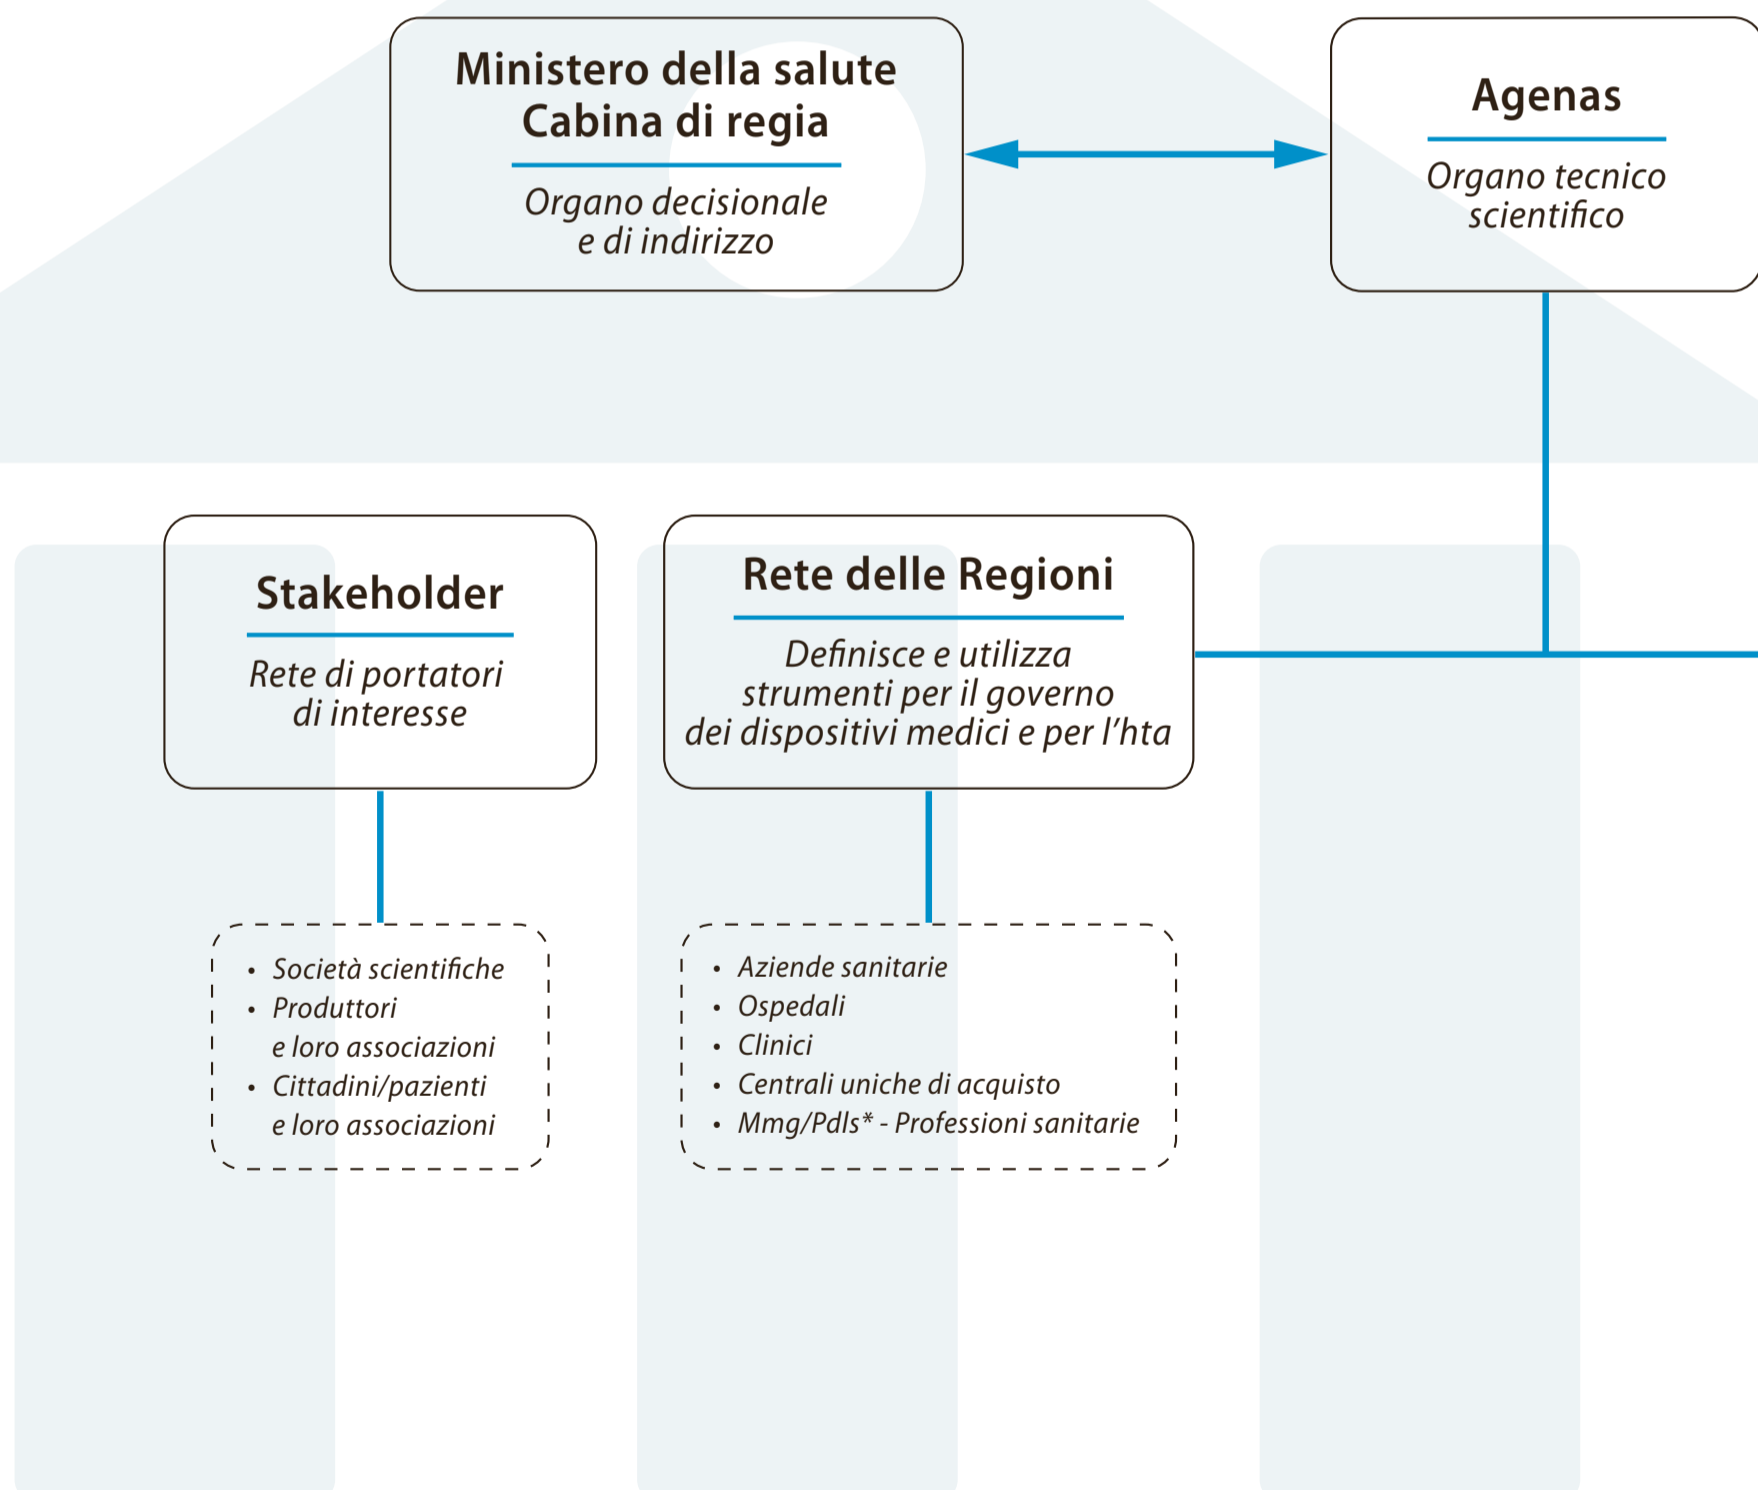 Ministero della salute
Cabina di regia
Organo decisionale
e di indirizzo
Agenas
Organo tecnico
scientifico
Stakeholder
Rete di portatori
di interesse
Rete delle Regioni
Definisce e utilizza
strumenti per il governo
dei dispositivi medici e per l’hta
• Società scientifiche
• Produttori
e loro associazioni
• Cittadini/pazienti
e loro associazioni
• Aziende sanitarie
• Ospedali
• Clinici
• Centrali uniche di acquisto
• Mmg/Pdls* - Professioni sanitarie